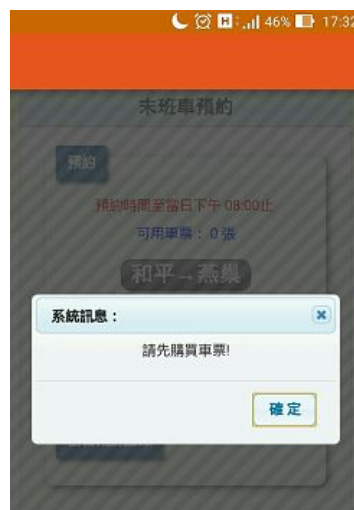 46% 17:32
末班車預約
預約
預約時間至當日下午 08:00止
可用車票： 0 張
和平→燕巢
系統訊息：
請先購買車票!
確定